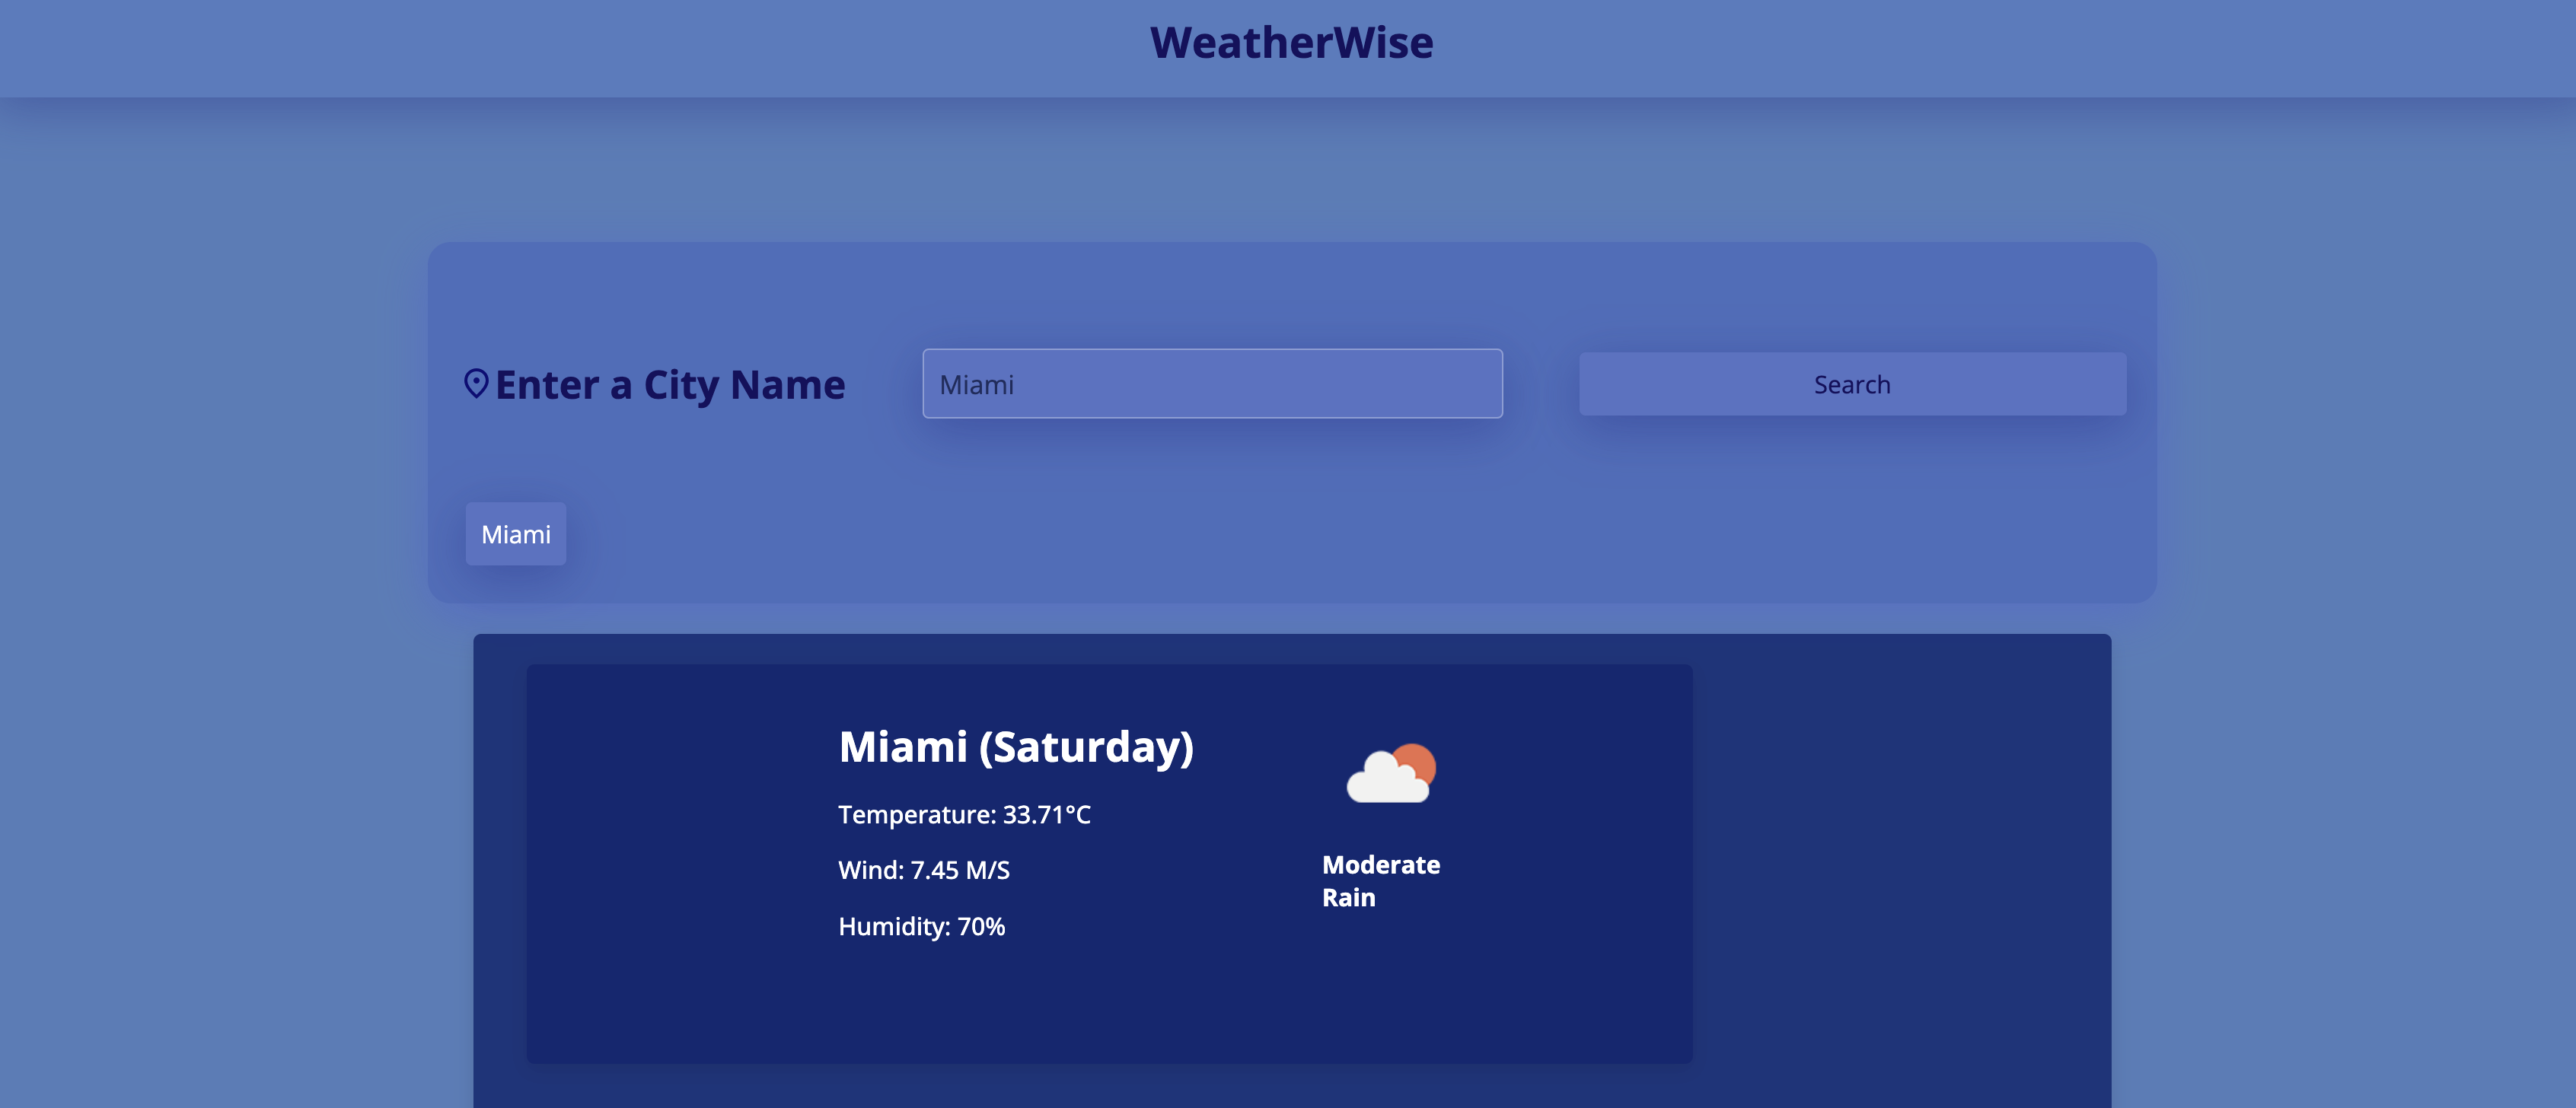 WeatherWise
Enter a City Name
Miami
Search
Miami
Miami (Saturday)
Temperature: 33.71°C
Wind: 7.45 M/S
Humidity: 70%
Moderate
Rain